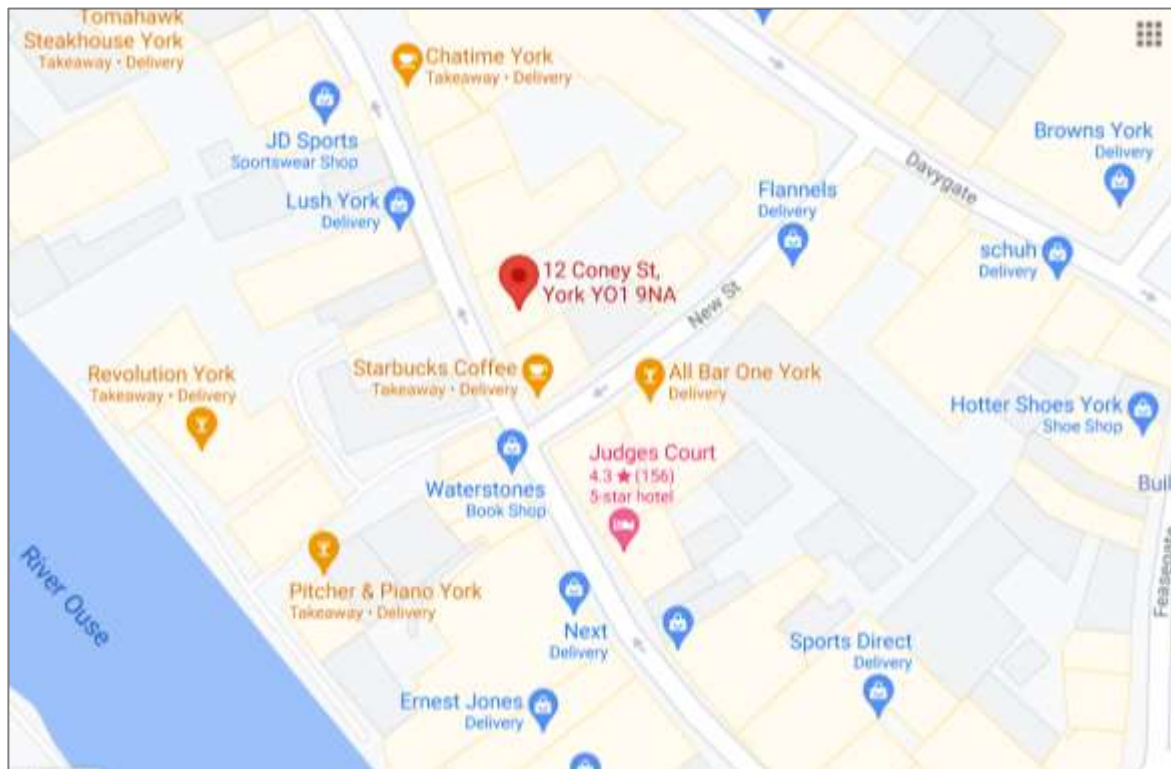 Tomahawk
Steakhouse York
Takeaway • Delivery
Chatime York
Takeaway • Delivery
JD Sports
Sportswear Shop
Browns York
Delivery
Davygate
Lush York
Delivery
Flannels
Delivery
schuh
Delivery
12 Coney St,
York YO1 9NA
New St
Revolution York
Takeaway • Delivery
Starbucks Coffee
Takeaway • Delivery
All Bar One York
Delivery
Hotter Shoes York
Shoe Shop
Judges Court
4.3 ★ (156)
5-star hotel
Waterstones
Book Shop
Buil
Feasegate
River Ouse
Pitcher & Piano York
Takeaway • Delivery
Next
Delivery
Sports Direct
Delivery
Ernest Jones
Delivery